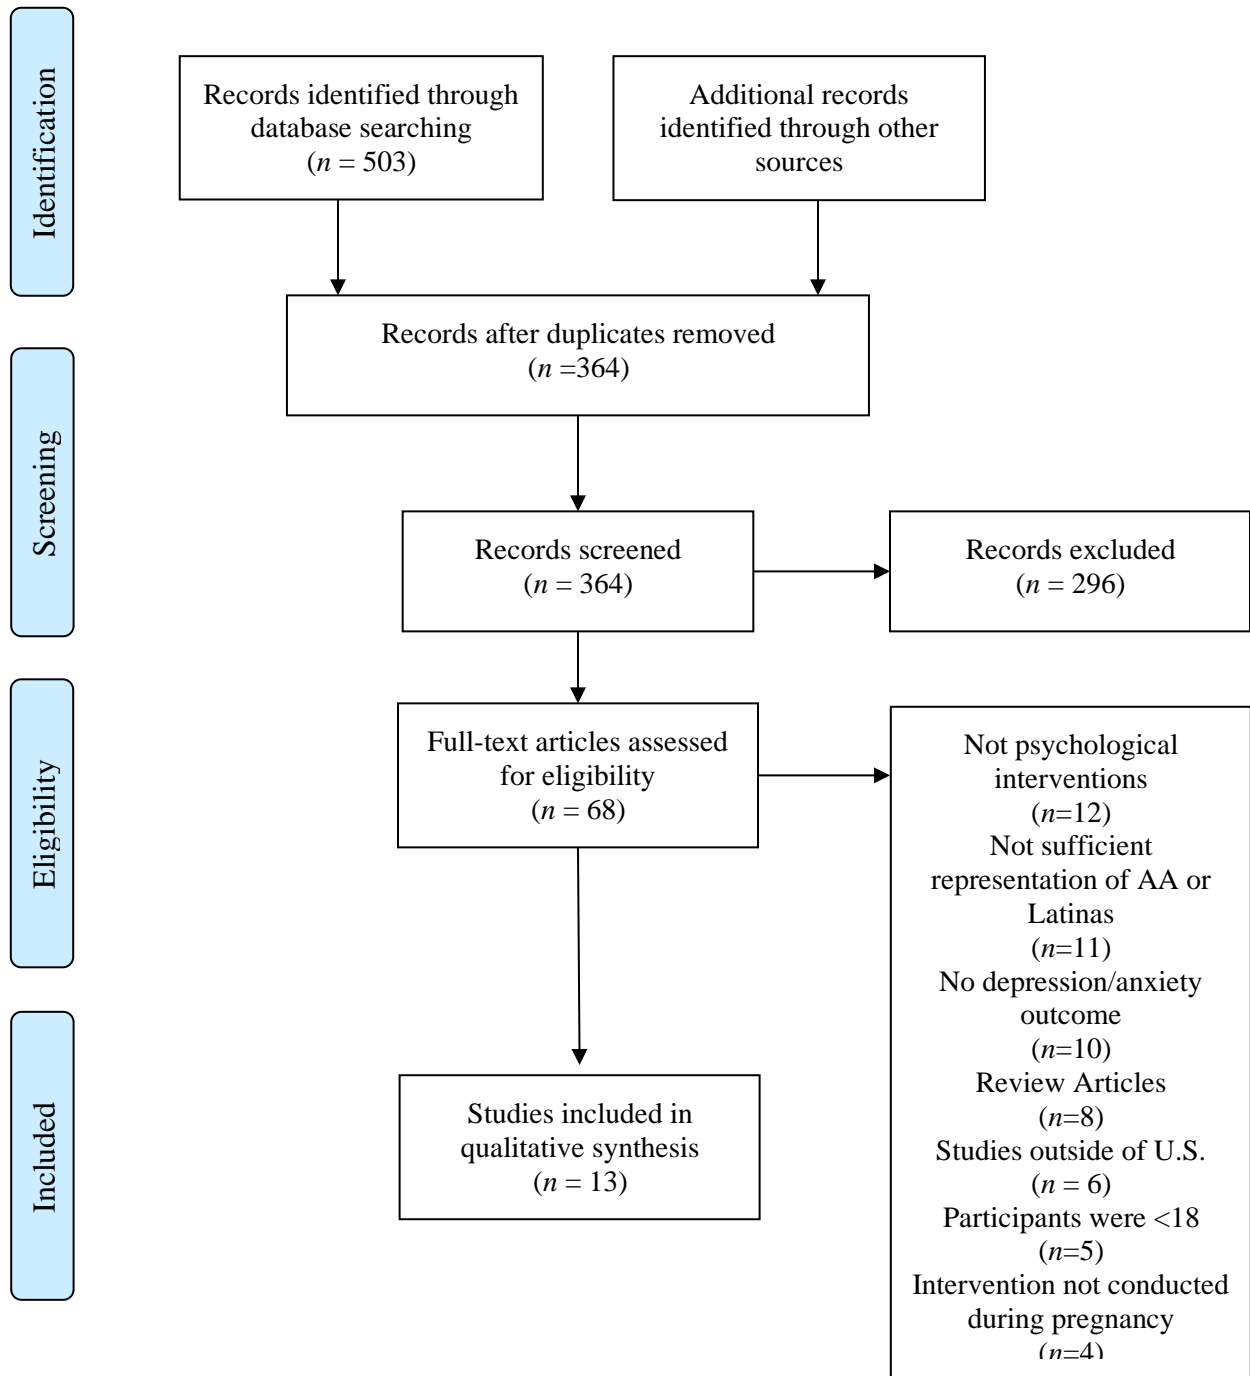 Identification
Records identified through
database searching
(n = 503)
Additional records
identified through other
sources
Records after duplicates removed
(n =364)
Screening
Records screened
(n = 364)
Records excluded
(n = 296)
Eligibility
Full-text articles assessed
for eligibility
(n = 68)
Not psychological
interventions
(n=12)
Not sufficient
representation of AA or
Latinas
(n=11)
No depression/anxiety
outcome
(n=10)
Review Articles
(n=8)
Studies outside of U.S.
(n = 6)
Participants were <18
(n=5)
Intervention not conducted
during pregnancy
(n=4)
Included
Studies included in
qualitative synthesis
(n = 13)